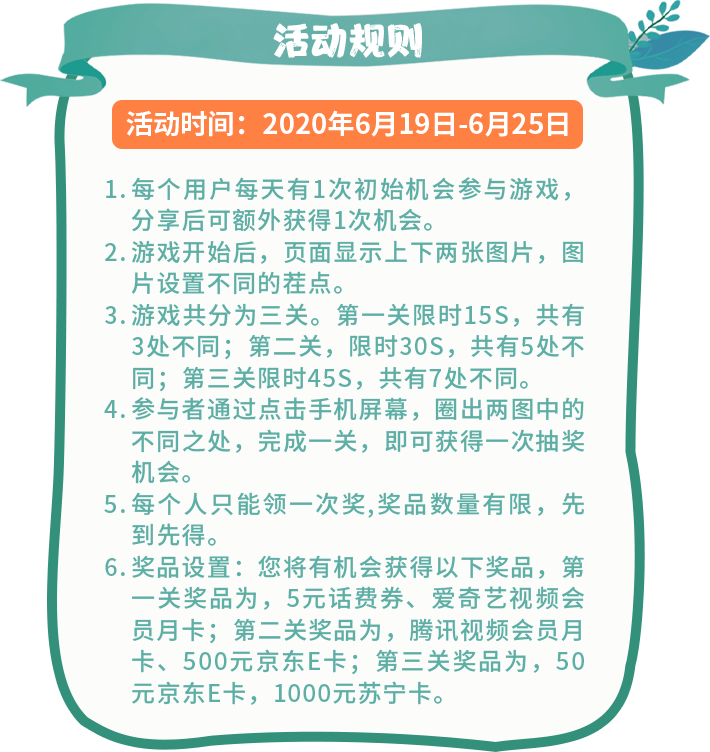 活动规则
活动时间：2020年6月19日-6月25日
1. 每个用户每天有1次初始机会参与游戏，
分享后可额外获得1次机会。
2. 游戏开始后，页面显示上下两张图片，图
片设置不同的茬点。
3. 游戏共分为三关。第一关限时15S，共有
3处不同；第二关，限时30S，共有5处不
同；第三关限时45S，共有7处不同。
4. 参与者通过点击手机屏幕，圈出两图中的
不同之处，完成一关，即可获得一次抽奖
机会。
5. 每个人只能领一次奖,奖品数量有限，先
到先得。
6. 奖品设置：您将有机会获得以下奖品，第
一关奖品为，5元话费券、爱奇艺视频会
员月卡；第二关奖品为，腾讯视频会员月
卡、500元京东E卡；第三关奖品为，50
元京东E卡，1000元苏宁卡。